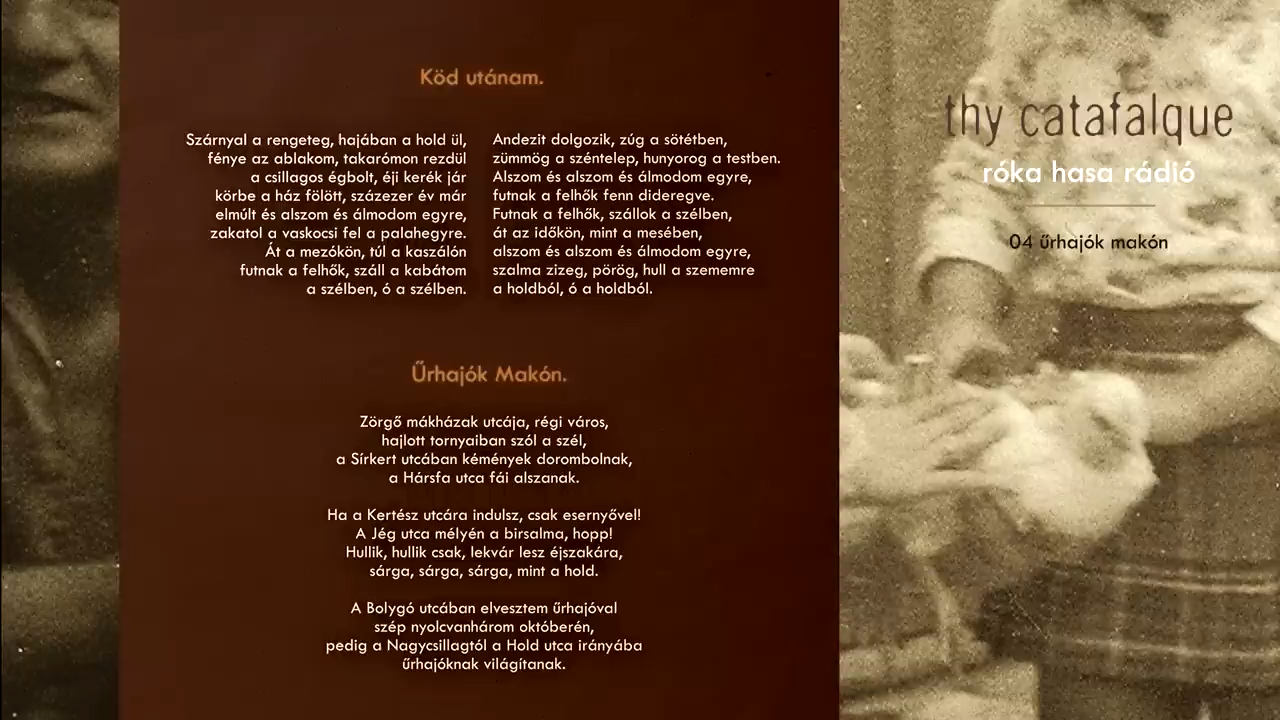 Köd utánam.
Szárnyal a rengeteg, hajában a hold ül,
fénye az ablakom, takarómon rezdül
a csillagos égbolt, éji kerék jár
körbe a ház fölött, százezer év már
elmúlt és alszom és álmodom egyre,
zakatol a vaskocsi fel a palahegyre.
Át a mezókön, túl a kaszálón
futnak a felhők, száll a kabátom
a szélben, ó a szélben.
Andezit dolgozik, zúg a sötétben,
zümmög a széntelep, hunyorog a testben.
Alszom és alszom és álmodom egyre,
futnak a felhők fenn dideregve.
Futnak a felhők, szállok a szélben,
át az időkön, mint a mesében,
alszom és alszom és álmodom egyre,
szalma zizeg, pörög, hull a szememre
a holdból, ó a holdból.
Űrhajók Makón.
Zörgő mákházak utcája, régi város,
hajlott tornyaiban szól a szél,
a Sírkert utcában kémények dorombolnak,
a Hársfa utca fái alszanak.
Ha a Kertész utcára indulsz, csak esernyővel!
A Jég utca mélyén a birsalma, hopp!
Hullik, hullik csak, lekvár lesz éjszakára,
sárga, sárga, sárga, mint a hold.
A Bolygó utcában elvesztem űrhajóval
szép nyolcvanhárom októberén,
pedig a Nagycsillagtól a Hold utca irányába
űrhajóknak világítanak.
thy catafalque
róka hasa rádió
04 űrhajók makón